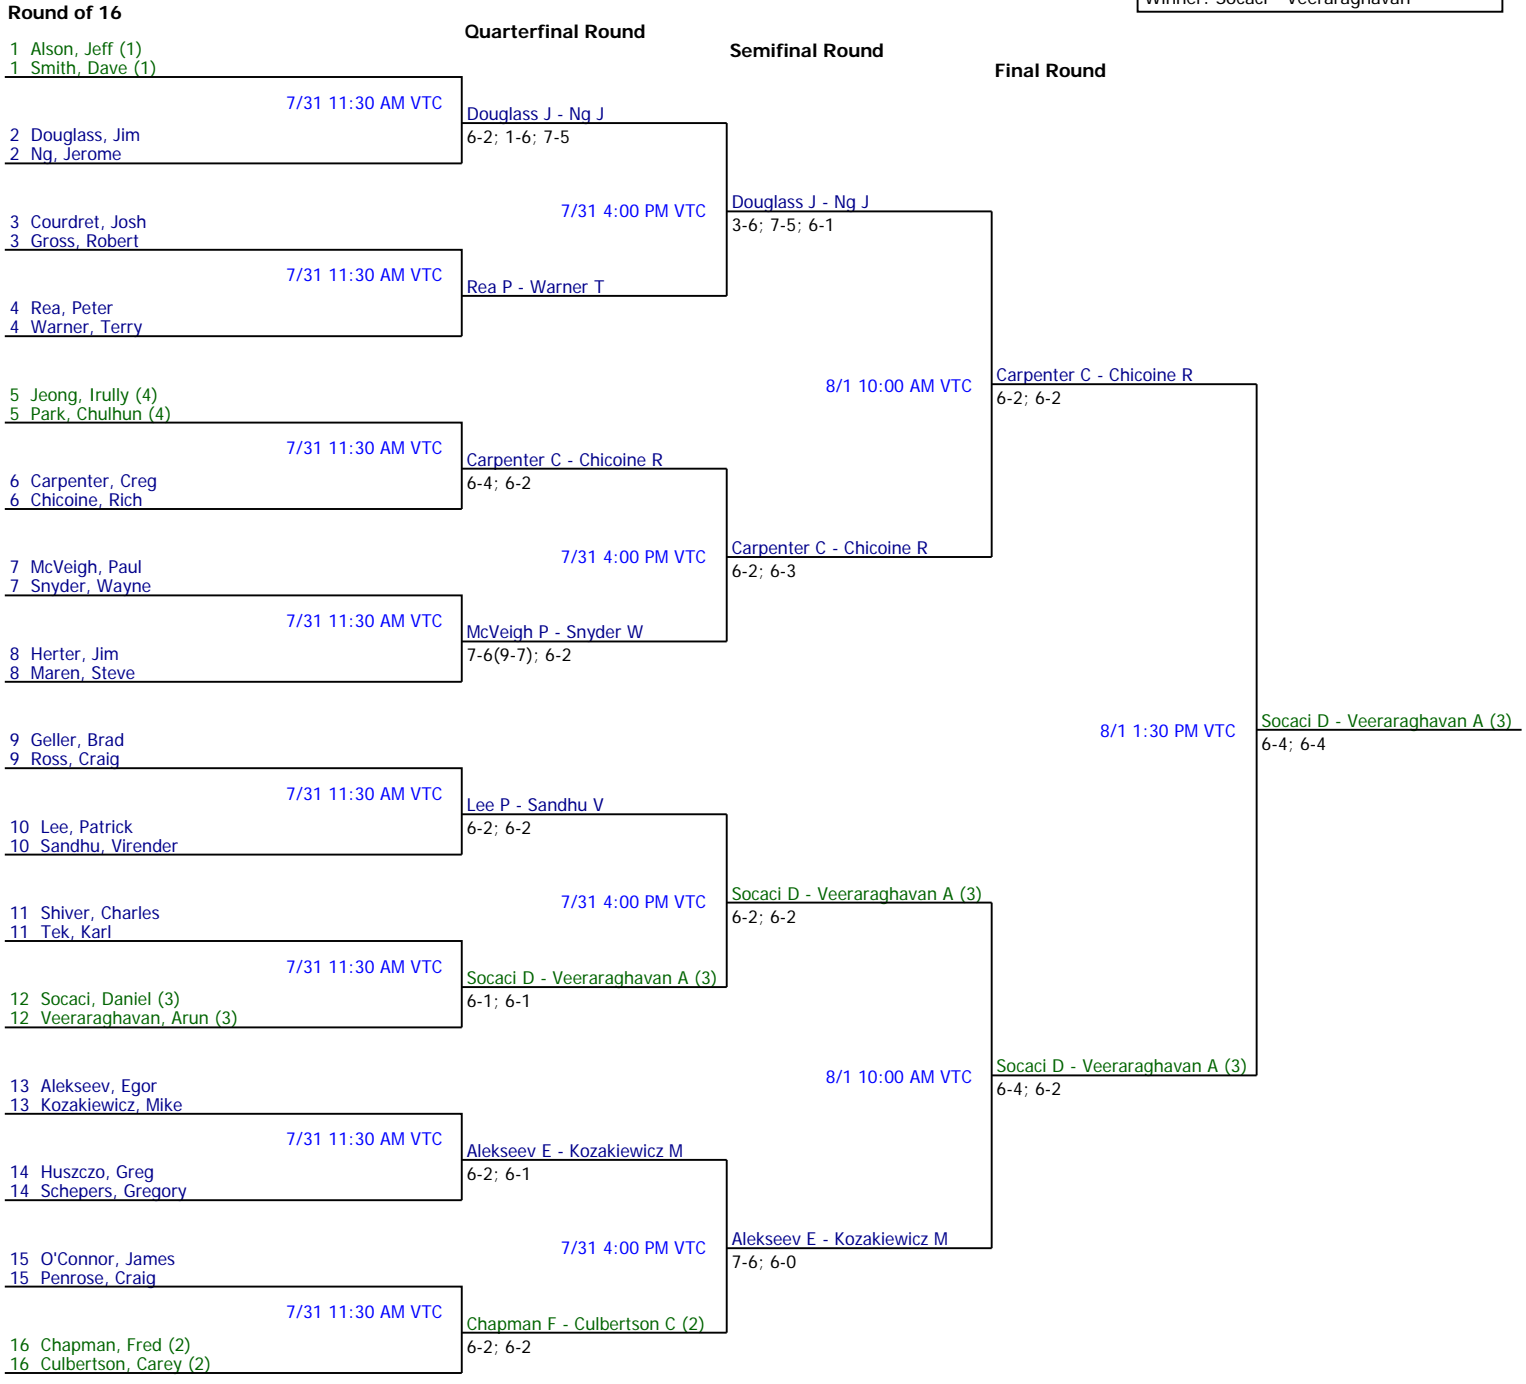 Winner: Socaci - Veeraraghavan
Round of 16
Quarterfinal Round
Semifinal Round
Final Round
1 Alson, Jeff (1)
1 Smith, Dave (1)
7/31 11:30 AM VTC
Douglass J - Ng J
6-2; 1-6; 7-5
2 Douglass, Jim
2 Ng, Jerome
7/31 4:00 PM VTC
Douglass J - Ng J
3-6; 7-5; 6-1
3 Courdret, Josh
3 Gross, Robert
7/31 11:30 AM VTC
Rea P - Warner T
4 Rea, Peter
4 Warner, Terry
8/1 10:00 AM VTC
Carpenter C - Chicoine R
6-2; 6-2
5 Jeong, Irully (4)
5 Park, Chulhun (4)
7/31 11:30 AM VTC
Carpenter C - Chicoine R
6-4; 6-2
6 Carpenter, Creg
6 Chicoine, Rich
7/31 4:00 PM VTC
Carpenter C - Chicoine R
6-2; 6-3
7 McVeigh, Paul
7 Snyder, Wayne
7/31 11:30 AM VTC
McVeigh P - Snyder W
7-6(9-7); 6-2
8 Herter, Jim
8 Maren, Steve
8/1 1:30 PM VTC
Socaci D - Veeraraghavan A (3)
6-4; 6-4
9 Geller, Brad
9 Ross, Craig
7/31 11:30 AM VTC
Lee P - Sandhu V
6-2; 6-2
10 Lee, Patrick
10 Sandhu, Virender
7/31 4:00 PM VTC
Socaci D - Veeraraghavan A (3)
6-2; 6-2
11 Shiver, Charles
11 Tek, Karl
7/31 11:30 AM VTC
Socaci D - Veeraraghavan A (3)
6-1; 6-1
12 Socaci, Daniel (3)
12 Veeraraghavan, Arun (3)
8/1 10:00 AM VTC
Socaci D - Veeraraghavan A (3)
6-4; 6-2
13 Alekseev, Egor
13 Kozakiewicz, Mike
7/31 11:30 AM VTC
Alekseev E - Kozakiewicz M
6-2; 6-1
14 Huszczo, Greg
14 Schepers, Gregory
7/31 4:00 PM VTC
Alekseev E - Kozakiewicz M
7-6; 6-0
15 O'Connor, James
15 Penrose, Craig
7/31 11:30 AM VTC
Chapman F - Culbertson C (2)
6-2; 6-2
16 Chapman, Fred (2)
16 Culbertson, Carey (2)